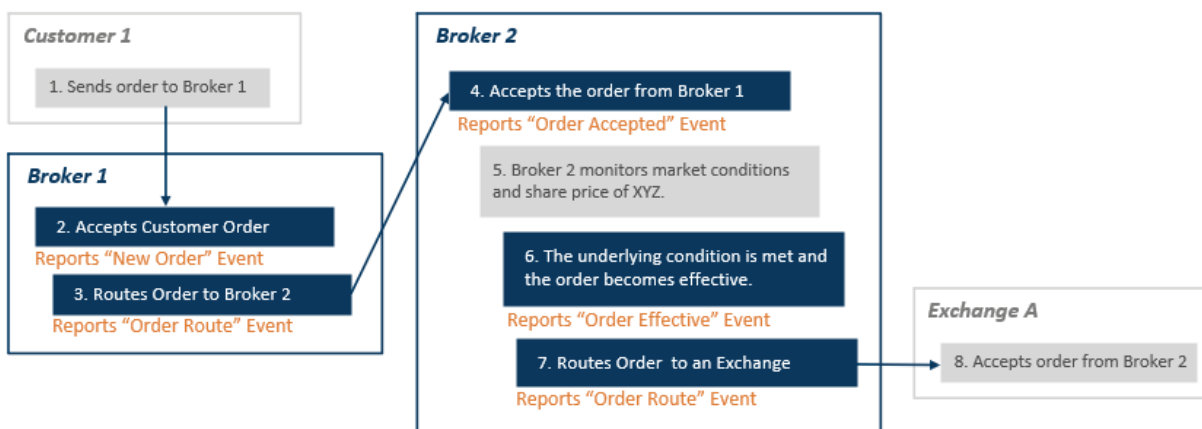 Customer 1
1. Sends order to Broker 1
Broker 1
2. Accepts Customer Order
Reports “New Order” Event
3. Routes Order to Broker 2
Reports “Order Route” Event
Broker 2
4. Accepts the order from Broker 1
Reports “Order Accepted” Event
5. Broker 2 monitors market conditions
and share price of XYZ.
6. The underlying condition is met and
the order becomes effective.
Reports “Order Effective” Event
7. Routes Order to an Exchange
Reports “Order Route” Event
Exchange A
8. Accepts order from Broker 2